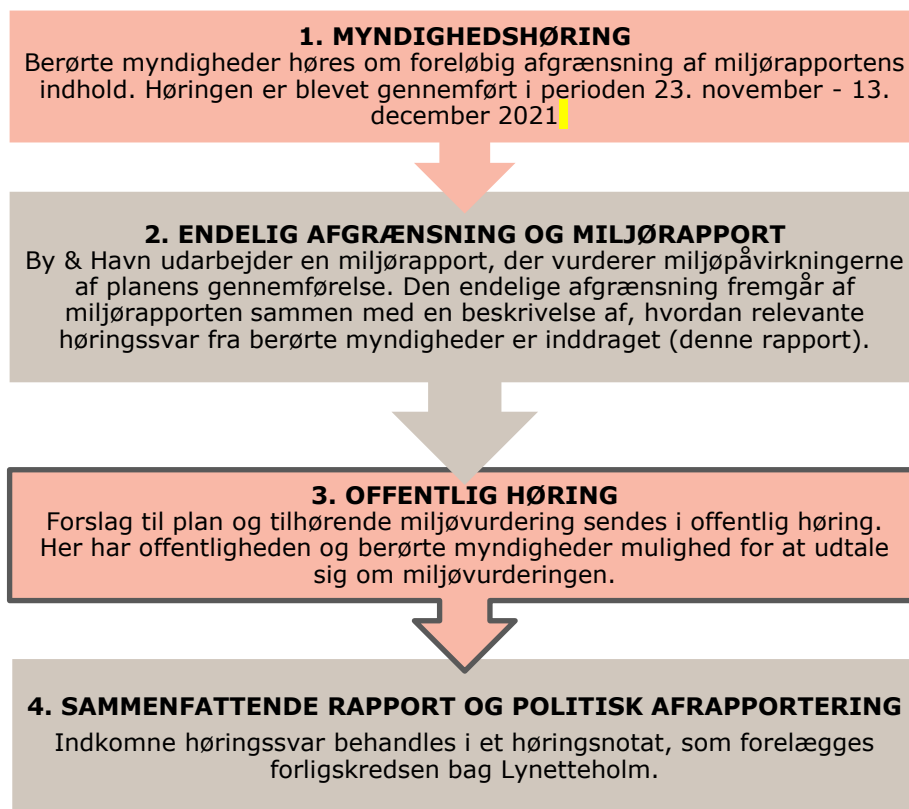 1. MYNDIGHEDSHØRING
Berørte myndigheder høres om foreløbig afgrænsning af miljørapportens
indhold. Høringen er blevet gennemført i perioden 23. november - 13.
december 2021
2. ENDELIG AFGRÆNSNING OG MILJØRAPPORT
By & Havn udarbejder en miljørapport, der vurderer miljøpåvirkningerne
af planens gennemførelse. Den endelige afgrænsning fremgår af
miljørapporten sammen med en beskrivelse af, hvordan relevante
høringssvar fra berørte myndigheder er inddraget (denne rapport).
3. OFFENTLIG HØRING
Forslag til plan og tilhørende miljøvurdering sendes i offentlig høring.
Her har offentligheden og berørte myndigheder mulighed for at udtale
sig om miljøvurderingen.
4. SAMMENFATTENDE RAPPORT OG POLITISK AFRAPPORTERING
Indkomne høringssvar behandles i et høringsnotat, som forelægges
forligskredsen bag Lynetteholm.